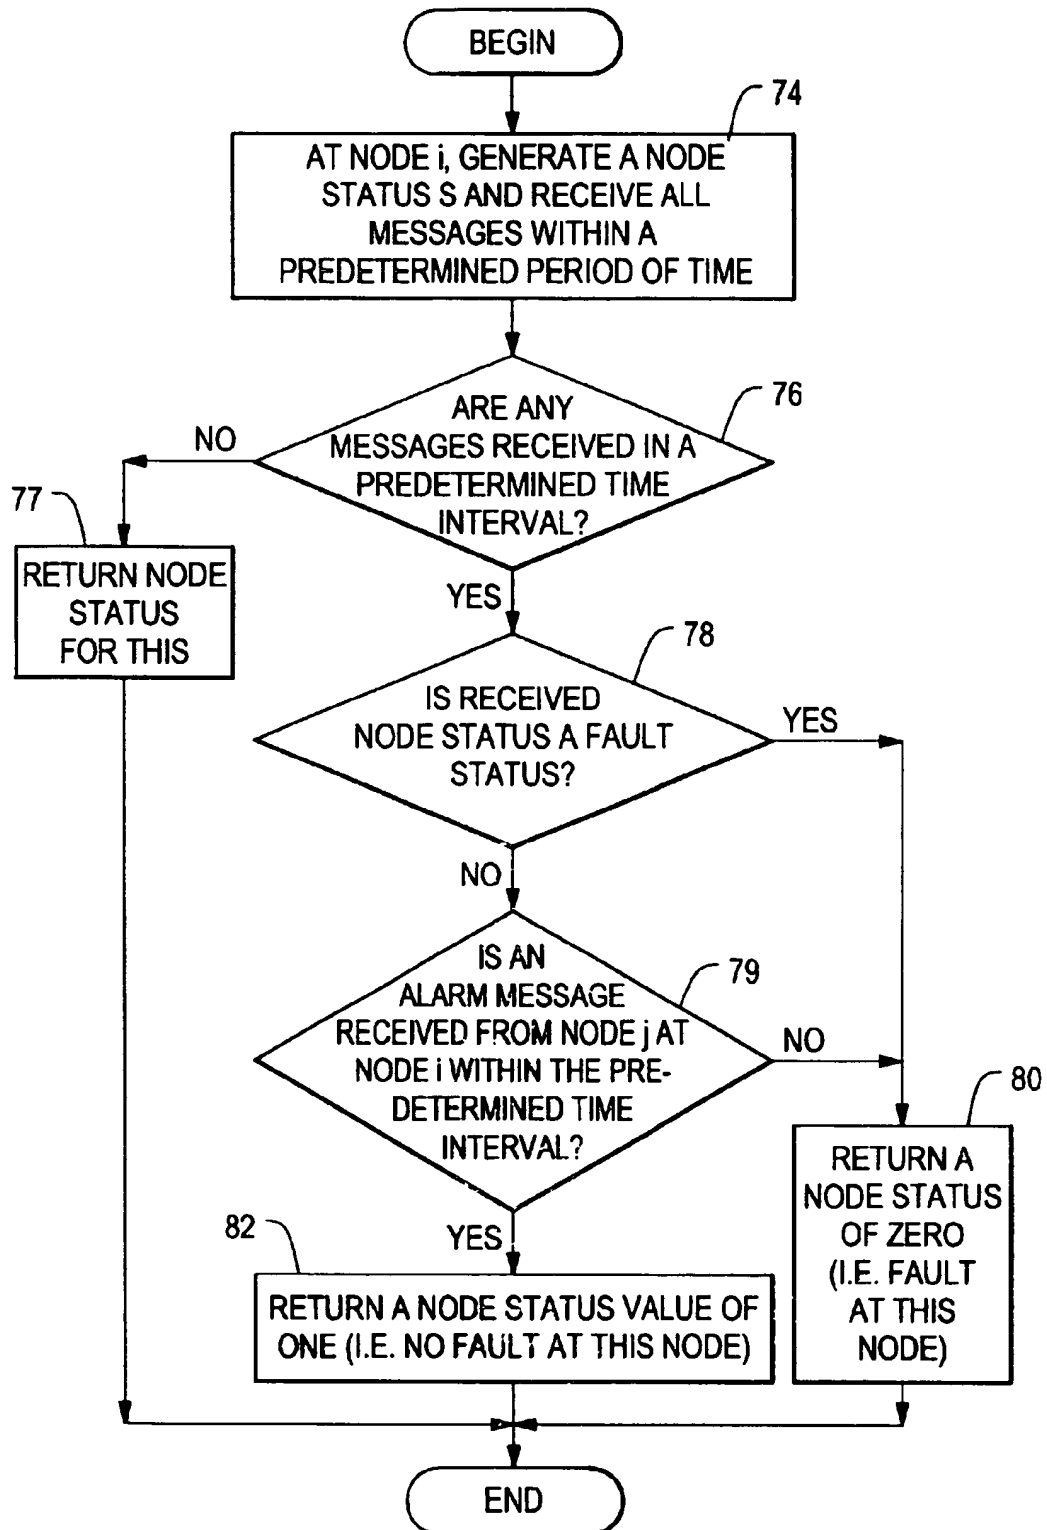 BEGIN
74
AT NODE i, GENERATE A NODE
STATUS S AND RECEIVE ALL
MESSAGES WITHIN A
PREDETERMINED PERIOD OF TIME
76
ARE ANY
MESSAGES RECEIVED IN A
PREDETERMINED TIME
INTERVAL?
NO
77
RETURN NODE
STATUS
FOR THIS
YES
78
IS RECEIVED
NODE STATUS A FAULT
STATUS?
YES
NO
79
IS AN
ALARM MESSAGE
RECEIVED FROM NODE j AT
NODE i WITHIN THE PRE-
DETERMINED TIME
INTERVAL?
NO
80
RETURN A
NODE STATUS
OF ZERO
(I.E. FAULT
AT THIS
NODE)
YES
82
RETURN A NODE STATUS VALUE OF
ONE (I.E. NO FAULT AT THIS NODE)
END